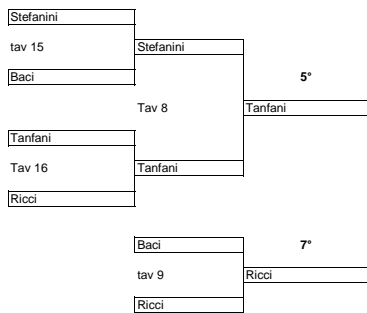 Stefanini
tav 15 Stefanini
Baci 5°
Tav 8 Tanfani
Tanfani
Tav 16 Tanfani
Ricci
Baci 7°
tav 9 Ricci
Ricci